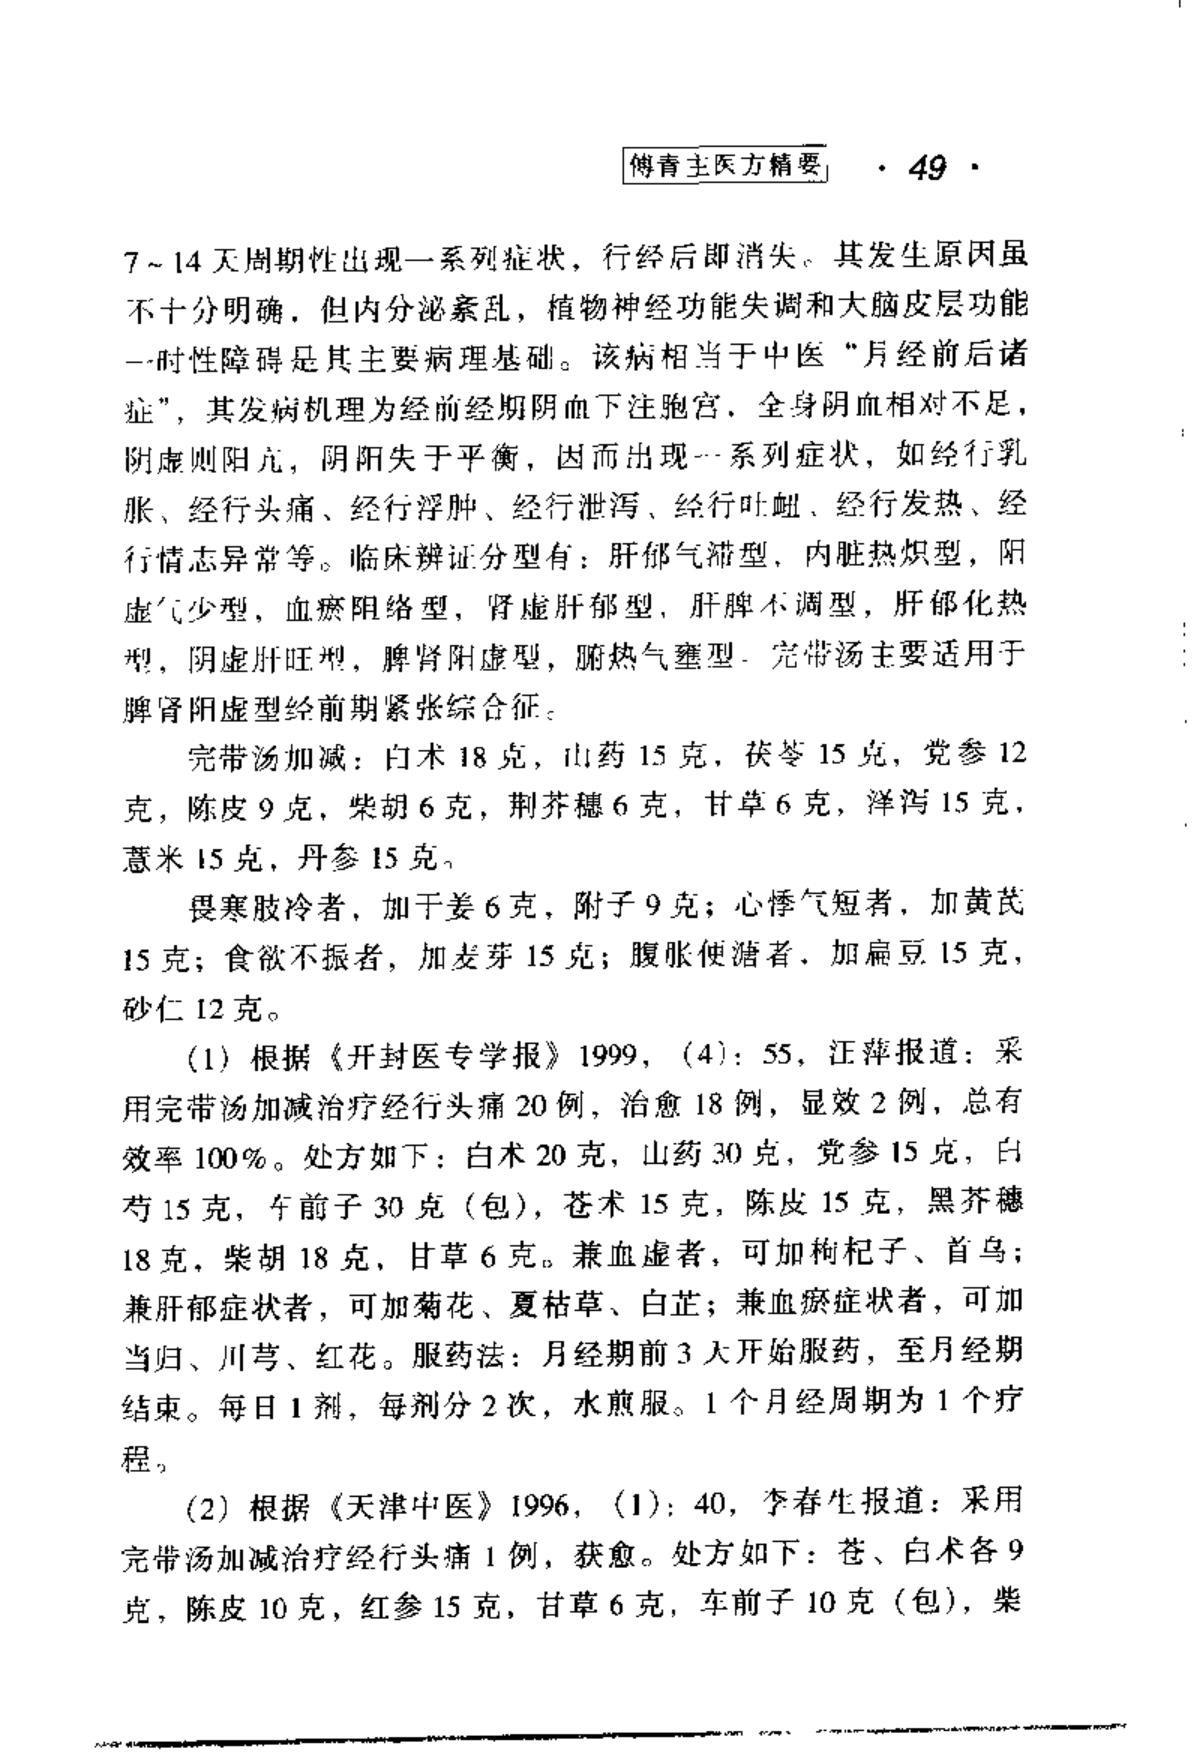 傅青主医方精要 · 49 ·
7～14 天周期性出现一系列症状，行经后即消失。其发生原因虽
不十分明确，但内分泌紊乱，植物神经功能失调和大脑皮层功能
一时性障碍是其主要病理基础。该病相当于中医“月经前后诸
症”，其发病机理为经前经期阴血下注胞宫，全身阴血相对不足，
阴虚则阳亢，阴阳失于平衡，因而出现一系列症状，如经行乳
胀、经行头痛、经行浮肿、经行泄泻、经行吐衄、经行发热、经
行情志异常等。临床辨证分型有：肝郁气滞型，内脏热炽型，阳
虚气少型，血瘀阻络型，肾虚肝郁型，肝脾不调型，肝郁化热
型，阴虚肝旺型，脾肾阳虚型，腑热气壅型。完带汤主要适用于
脾肾阳虚型经前期紧张综合征。
完带汤加减：白术 18 克，山药 15 克，茯苓 15 克，党参 12
克，陈皮 9 克，柴胡 6 克，荆芥穗 6 克，甘草 6 克，泽泻 15 克，
薏米 15 克，丹参 15 克。
畏寒肢冷者，加干姜 6 克，附子 9 克；心悸气短者，加黄芪
15 克；食欲不振者，加麦芽 15 克；腹胀便溏者，加扁豆 15 克，
砂仁 12 克。
（1）根据《开封医专学报》1999，（4）：55，汪萍报道：采
用完带汤加减治疗经行头痛 20 例，治愈 18 例，显效 2 例，总有
效率 100%。处方如下：白术 20 克，山药 30 克，党参 15 克，白
芍 15 克，车前子 30 克（包），苍术 15 克，陈皮 15 克，黑芥穗
18 克，柴胡 18 克，甘草 6 克。兼血虚者，可加枸杞子、首乌；
兼肝郁症状者，可加菊花、夏枯草、白芷；兼血瘀症状者，可加
当归、川芎、红花。服药法：月经期前 3 天开始服药，至月经期
结束。每日 1 剂，每剂分 2 次，水煎服。1 个月经周期为 1 个疗
程。
（2）根据《天津中医》1996，（1）：40，李春生报道：采用
完带汤加减治疗经行头痛 1 例，获愈。处方如下：苍、白术各 9
克，陈皮 10 克，红参 15 克，甘草 6 克，车前子 10 克（包），柴